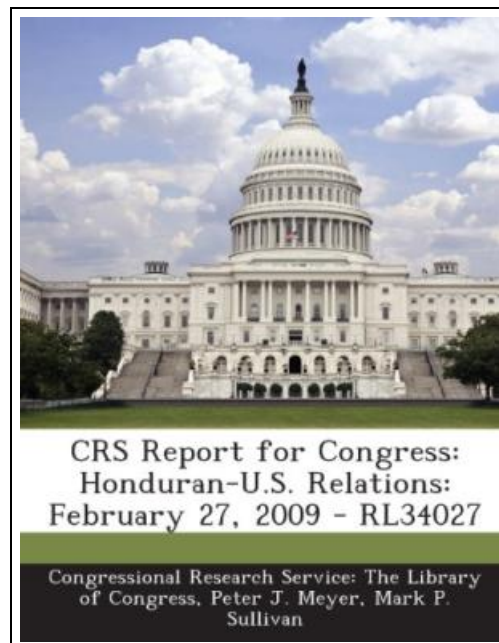 CRS Report for Congress:
Honduran-U.S. Relations:
February 27, 2009 - RL34027
Congressional Research Service: The Library
of Congress, Peter J. Meyer, Mark P.
Sullivan